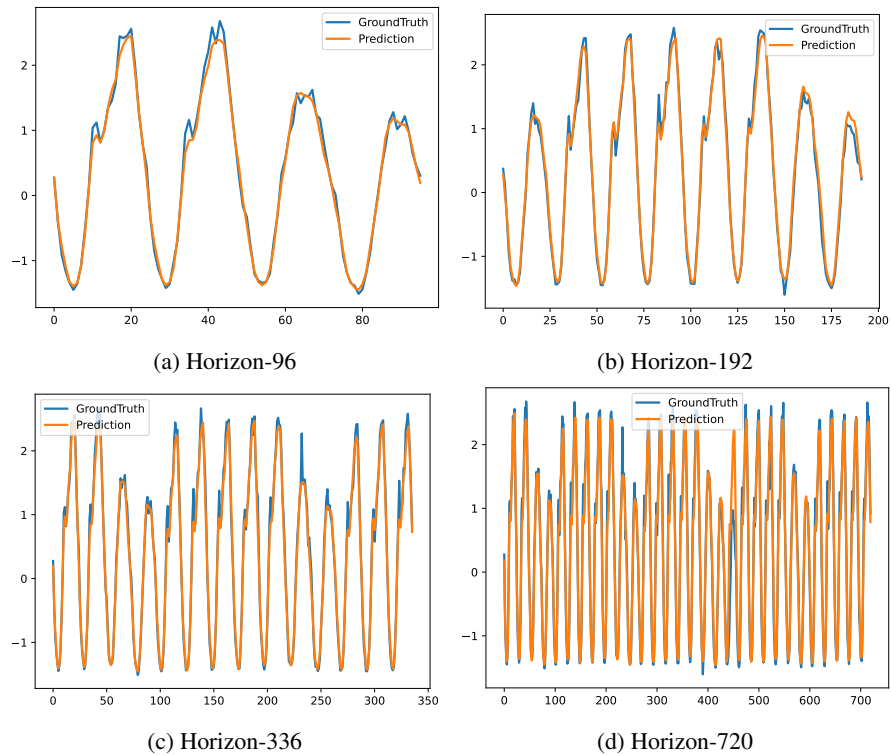 GroundTruth
Prediction
2
1
0
−1
0 20 40 60 80
(a) Horizon-96
GroundTruth
Prediction
2
1
0
−1
0 25 50 75 100 125 150 175 200
(b) Horizon-192
GroundTruth
Prediction
2
1
0
−1
0 50 100 150 200 250 300 350
(c) Horizon-336
GroundTruth
Prediction
2
1
0
−1
0 100 200 300 400 500 600 700
(d) Horizon-720